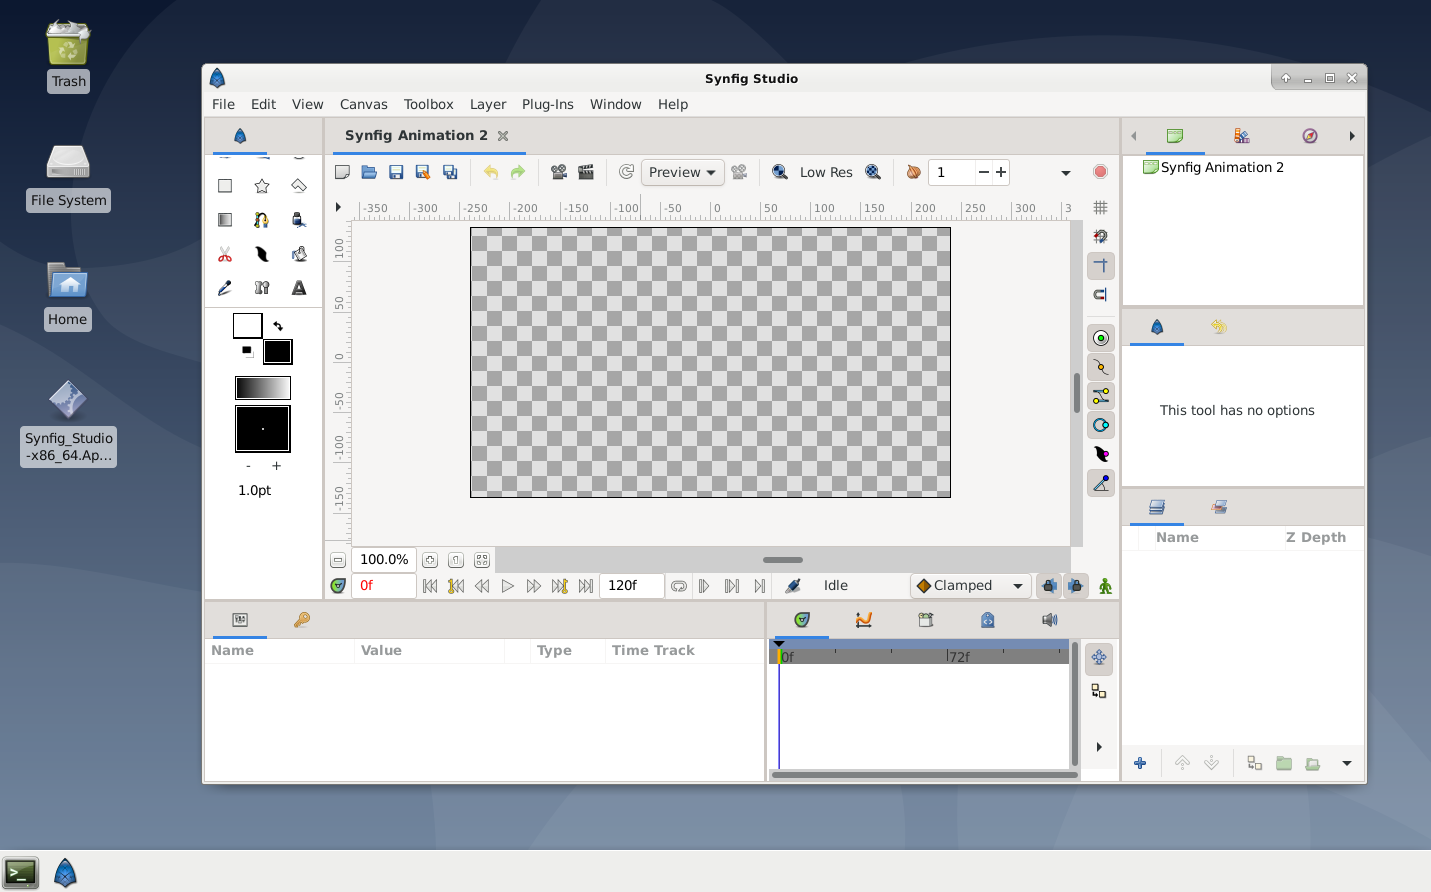 Trash
File System
Home
Synfig_Studio
-x86_64.Ap...
Synfig Studio
File Edit View Canvas Toolbox Layer Plug-Ins Window Help
Synfig Animation 2
Preview Low Res 1
-350 -300 -250 -200 -150 -100 -50 0 50 100 150 200 250 300 3
100
50
0
-50
-100
-150
- +
1.0pt
100.0%
0f 120f Idle Clamped
Name Value Type Time Track
0f 72f
Synfig Animation 2
This tool has no options
Name Z Depth